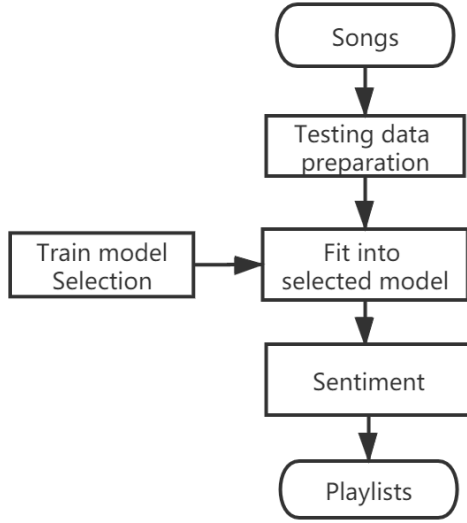 Songs
Testing data
preparation
Train model
Selection
Fit into
selected model
Sentiment
Playlists